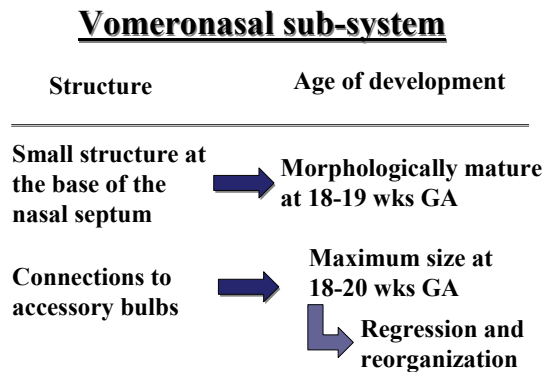 Vomeronasal sub-system
Structure
Age of development
Small structure at
the base of the
nasal septum
Morphologically mature
at 18-19 wks GA
Connections to
accessory bulbs
Maximum size at
18-20 wks GA
Regression and
reorganization